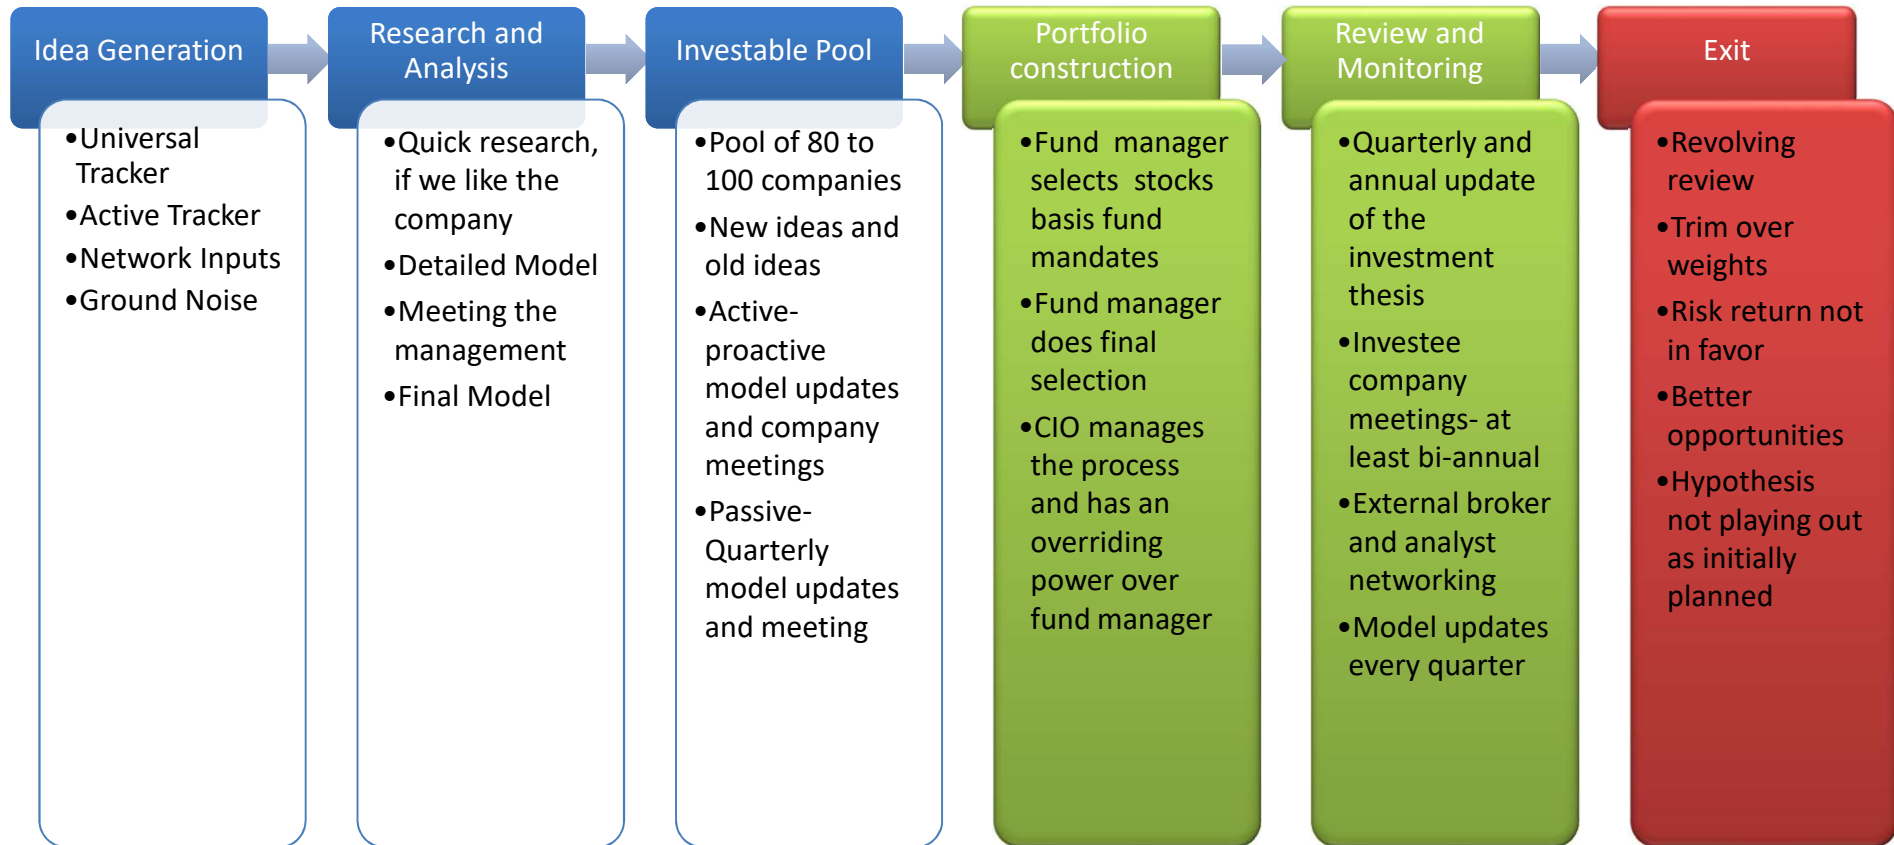 Idea Generation
•Universal
Tracker
•Active Tracker
•Network Inputs
•Ground Noise
Research and
Analysis
•Quick research,
if we like the
company
•Detailed Model
•Meeting the
management
•Final Model
Investable Pool
•Pool of 80 to
100 companies
•New ideas and
old ideas
•Active-
proactive
model updates
and company
meetings
•Passive-
Quarterly
model updates
and meeting
Portfolio
construction
•Fund manager
selects stocks
basis fund
mandates
•Fund manager
does final
selection
•CIO manages
the process
and has an
overriding
power over
fund manager
Review and
Monitoring
•Quarterly and
annual update
of the
investment
thesis
•Investee
company
meetings- at
least bi-annual
•External broker
and analyst
networking
•Model updates
every quarter
Exit
•Revolving
review
•Trim over
weights
•Risk return not
in favor
•Better
opportunities
•Hypothesis
not playing out
as initially
planned